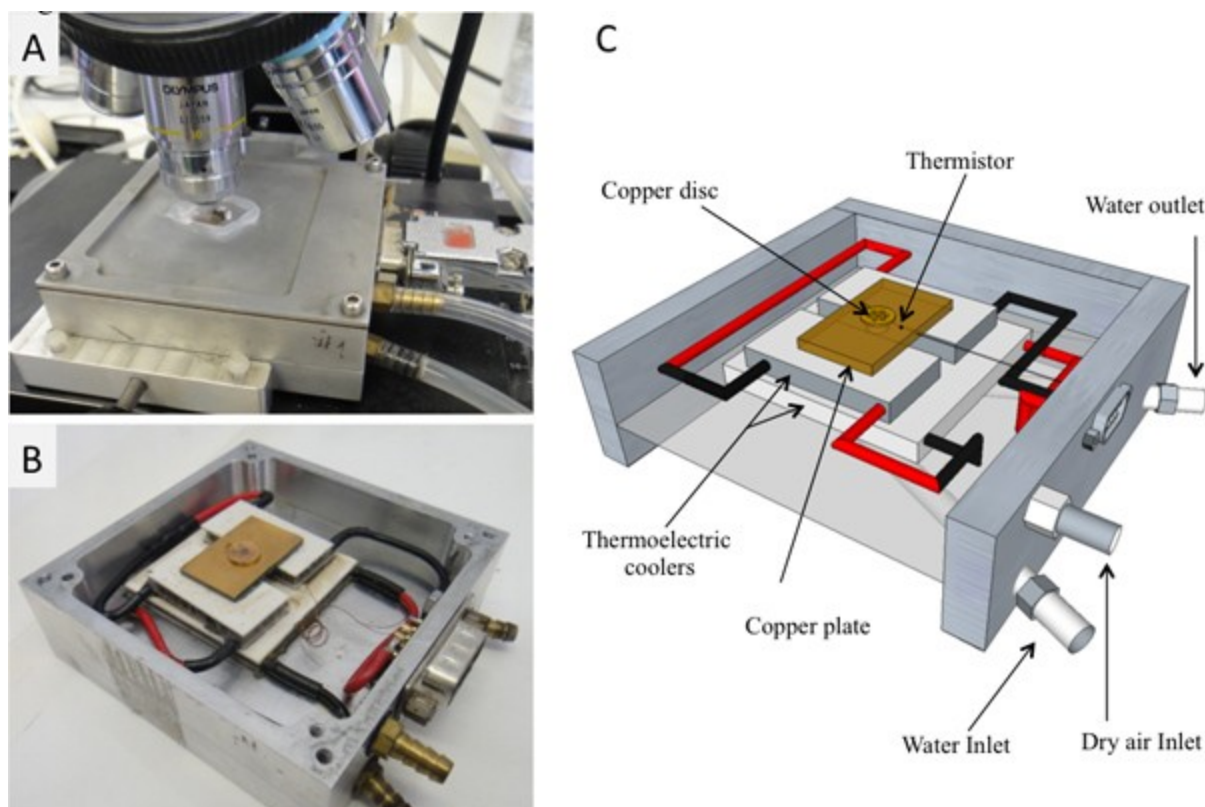 A
OLYMPUS
JAPAN
B
C
Thermistor
Copper disc
Water outlet
Thermoelectric
coolers
Copper plate
Water Inlet
Dry air Inlet